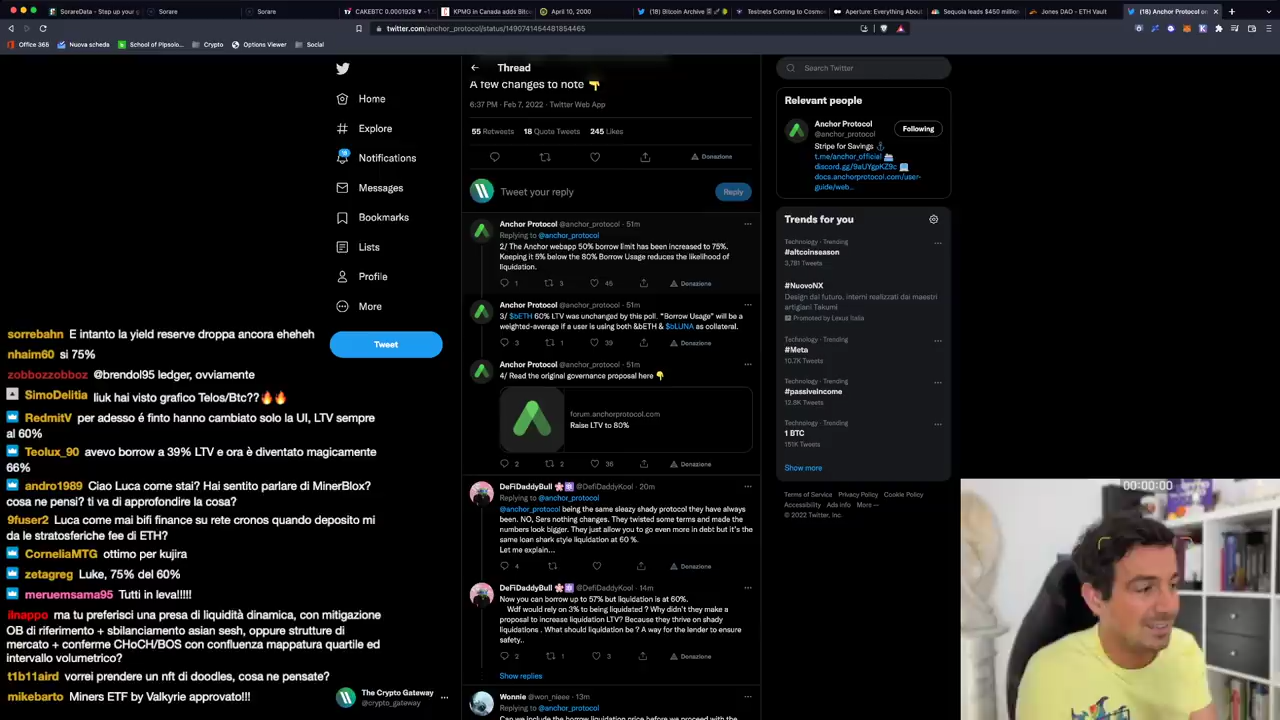 SorareData - Step up your g
Sorare
Sorare
CAKEBTC 0.0001928 ▼ −1.1
KPMG in Canada adds Bitco
April 10, 2000
(18) Bitcoin Archive
Testnets Coming to Cosmo
Aperture: Everything About
Sequoia leads $450 million
Jones DAO - ETH Vault
(18) Anchor Protocol on
twitter.com/anchor_protocol/status/1490741454481854465
Office 365
Nuova scheda
School of Pipsolo...
Crypto
Options Viewer
Social
Home
Explore
Notifications
Messages
Bookmarks
Lists
Profile
More
Tweet
Thread
A few changes to note 👇
6:37 PM · Feb 7, 2022 · Twitter Web App
55 Retweets 18 Quote Tweets 245 Likes
Donazione
Tweet your reply
Reply
Anchor Protocol @anchor_protocol · 51m
Replying to @anchor_protocol
2/ The Anchor webapp 50% borrow limit has been increased to 75%.
Keeping it 5% below the 80% Borrow Usage reduces the likelihood of
liquidation.
1 3 45 Donazione
Anchor Protocol @anchor_protocol · 51m
3/ $bETH 60% LTV was unchanged by this poll. "Borrow Usage" will be a
weighted-average if a user is using both &bETH & $bLUNA as collateral.
3 1 39 Donazione
Anchor Protocol @anchor_protocol · 51m
4/ Read the original governance proposal here 👇
forum.anchorprotocol.com
Raise LTV to 80%
2 2 35 Donazione
DeFiDaddyBull @DefiDaddyKool · 20m
Replying to @anchor_protocol
@anchor_protocol being the same sleazy shady protocol they have always
been. NO, Sers nothing changes. They twisted some terms and made the
numbers look bigger. They just allow you to go even more in debt but it's the
same loan shark style liquidation at 60 %.
Let me explain...
4 Donazione
DeFiDaddyBull @DefiDaddyKool · 14m
Now you can borrow up to 57% but liquidation is at 60%.
Wdf would rely on 3% to being liquidated ? Why didn't they make a
proposal to increase liquidation LTV? Because they thrive on shady
liquidations . What should liquidation be ? A way for the lender to ensure
safety..
2 1 3 Donazione
Show replies
Wonnie @won_nieee · 13m
Replying to @anchor_protocol
Can we include the borrow liquidation price before we proceed with the
Search Twitter
Relevant people
Anchor Protocol
@anchor_protocol
Following
Stripe for Savings ⚓
t.me/anchor_official
discord.gg/9aUYgpKZ9c
docs.anchorprotocol.com/user-
guide/web...
Trends for you
Technology · Trending
#altcoinseason
3,781 Tweets
#NuovoNX
Design dal futuro, interni realizzati dai maestri
artigiani Takumi
Promoted by Lexus Italia
Technology · Trending
#Meta
10.7K Tweets
Technology · Trending
#passiveincome
12.8K Tweets
Technology · Trending
1 BTC
151K Tweets
Show more
Terms of Service Privacy Policy Cookie Policy
Accessibility Ads info More —
© 2022 Twitter, Inc.
sorrebahn E intanto la yield reserve droppa ancora eheheh
nhaim60 si 75%
zobbozzobboz @brendol95 ledger, ovviamente
SimoDelitia liuk hai visto grafico Telos/Btc??🔥🔥
RedmitV per adesso é finto hanno cambiato solo la UI, LTV sempre
al 60%
Teolux_90 avevo borrow a 39% LTV e ora è diventato magicamente
66%
andro1989 Ciao Luca come stai? Hai sentito parlare di MinerBlox?
cosa ne pensi? ti va di approfondire la cosa?
9fuser2 Luca come mai bifi finance su rete cronos quando deposito mi
da le stratosferiche fee di ETH?
CorneliaMTG ottimo per kujira
zetagreg Luke, 75% del 60%
meruemsama95 Tutti in leva!!!!!
ilnappo ma tu preferisci una presa di liquidità dinamica, con mitigazione
OB di riferimento + sbilanciamento asian sesh, oppure strutture di
mercato + conferme CHoCH/BOS con confluenza mappatura quartile ed
intervallo volumetrico?
t1b11aird vorrei prendere un nft di doodles, cosa ne pensate?
mikebarto Miners ETF by Valkyrie approvato!!!
The Crypto Gateway
@crypto_gateway
00:00:00